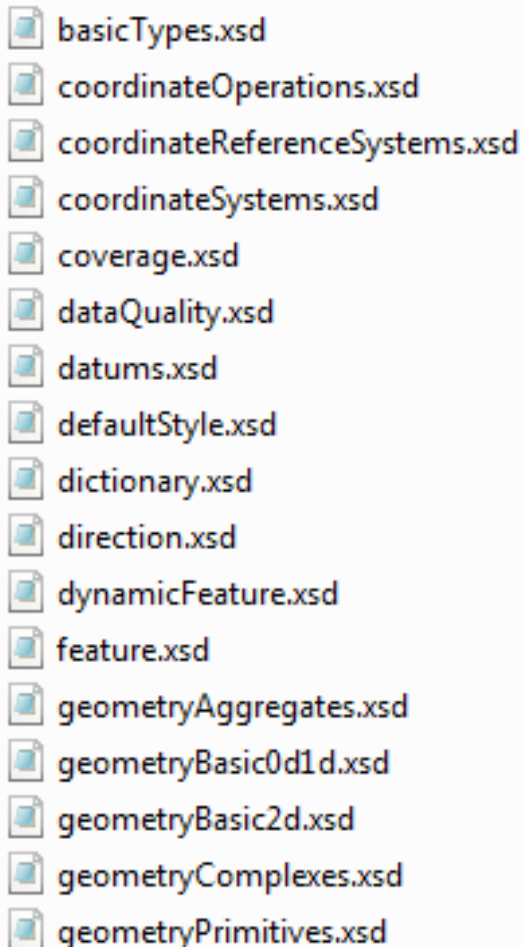 basicTypes.xsd
coordinateOperations.xsd
coordinateReferenceSystems.xsd
coordinateSystems.xsd
coverage.xsd
dataQuality.xsd
datums.xsd
defaultStyle.xsd
dictionary.xsd
direction.xsd
dynamicFeature.xsd
feature.xsd
geometryAggregates.xsd
geometryBasic0d1d.xsd
geometryBasic2d.xsd
geometryComplexes.xsd
geometryPrimitives.xsd